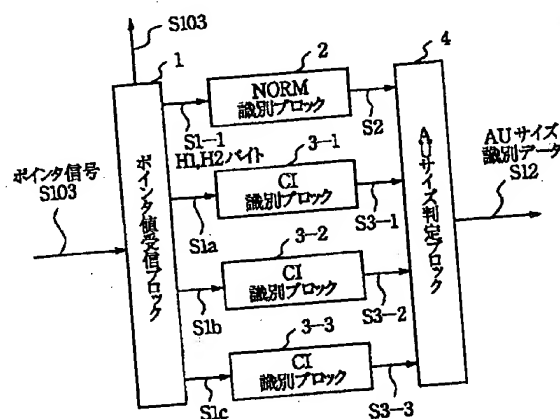 S103
1
2
4
NORM
識別ブロック
S1-1
S2
H1,H2バイト
3-1
CI
識別ブロック
S1a
S3-1
ポインタ信号
S103
ポインタ値受信ブロック
AUサイズ判定ブロック
AUサイズ
識別データ
S12
3-2
CI
識別ブロック
S1b
S3-2
3-3
CI
識別ブロック
S1c
S3-3